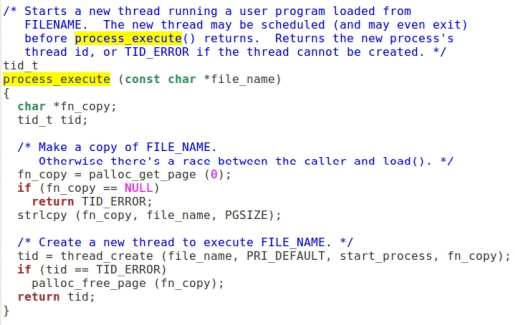 /* Starts a new thread running a user program loaded from
   FILENAME.  The new thread may be scheduled (and may even exit)
   before process_execute() returns.  Returns the new process's
   thread id, or TID_ERROR if the thread cannot be created. */
tid_t
process_execute (const char *file_name)
{
  char *fn_copy;
  tid_t tid;

  /* Make a copy of FILE_NAME.
     Otherwise there's a race between the caller and load(). */
  fn_copy = palloc_get_page (0);
  if (fn_copy == NULL)
    return TID_ERROR;
  strlcpy (fn_copy, file_name, PGSIZE);

  /* Create a new thread to execute FILE_NAME. */
  tid = thread_create (file_name, PRI_DEFAULT, start_process, fn_copy);
  if (tid == TID_ERROR)
    palloc_free_page (fn_copy);
  return tid;
}